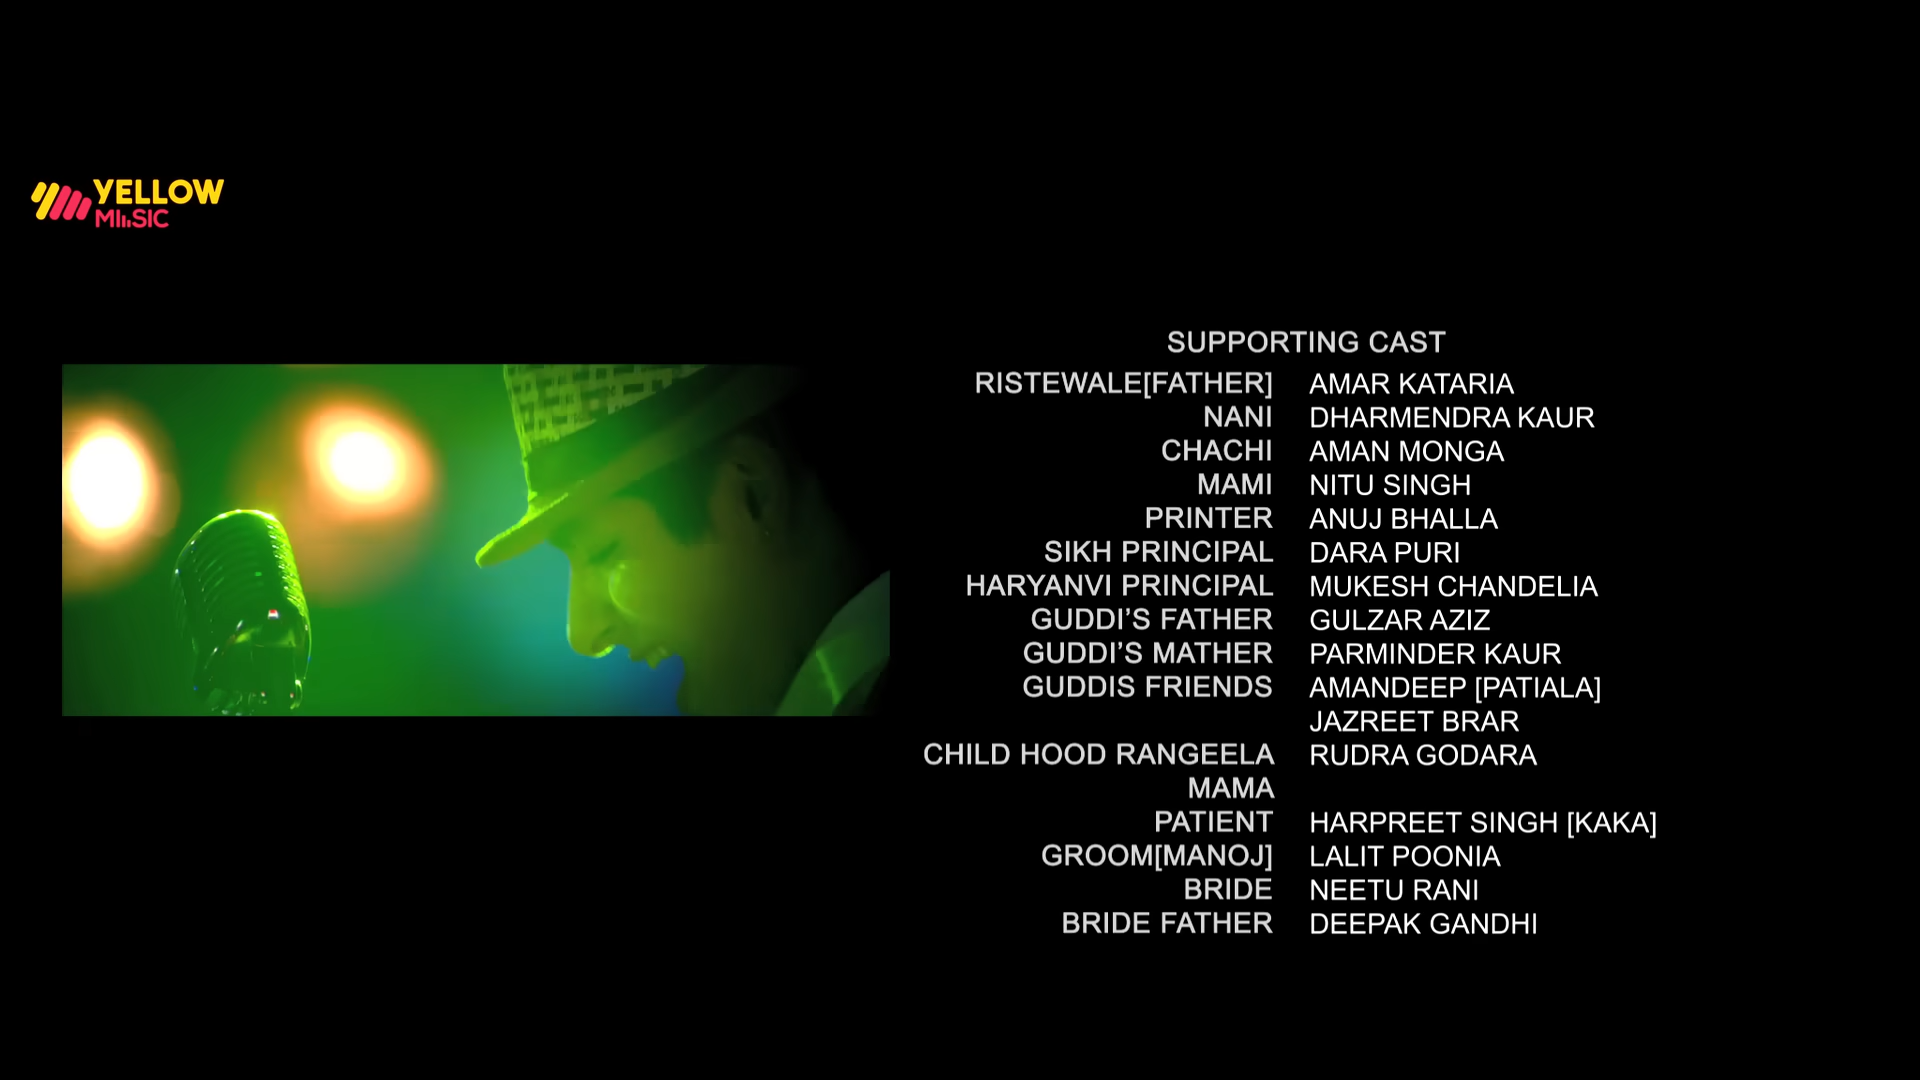 YELLOW
MUSIC
SUPPORTING CAST
RISTEWALE[FATHER] AMAR KATARIA
NANI DHARMENDRA KAUR
CHACHI AMAN MONGA
MAMI NITU SINGH
PRINTER ANUJ BHALLA
SIKH PRINCIPAL DARA PURI
HARYANVI PRINCIPAL MUKESH CHANDELIA
GUDDI’S FATHER GULZAR AZIZ
GUDDI’S MATHER PARMINDER KAUR
GUDDIS FRIENDS AMANDEEP [PATIALA]
JAZREET BRAR
CHILD HOOD RANGEELA RUDRA GODARA
MAMA
PATIENT HARPREET SINGH [KAKA]
GROOM[MANOJ] LALIT POONIA
BRIDE NEETU RANI
BRIDE FATHER DEEPAK GANDHI